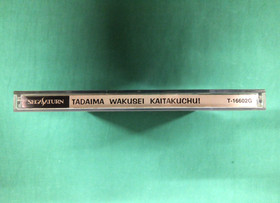 SEGA SATURN TADAIMA WAKUSEI KAITAKUCHU! T-16602G